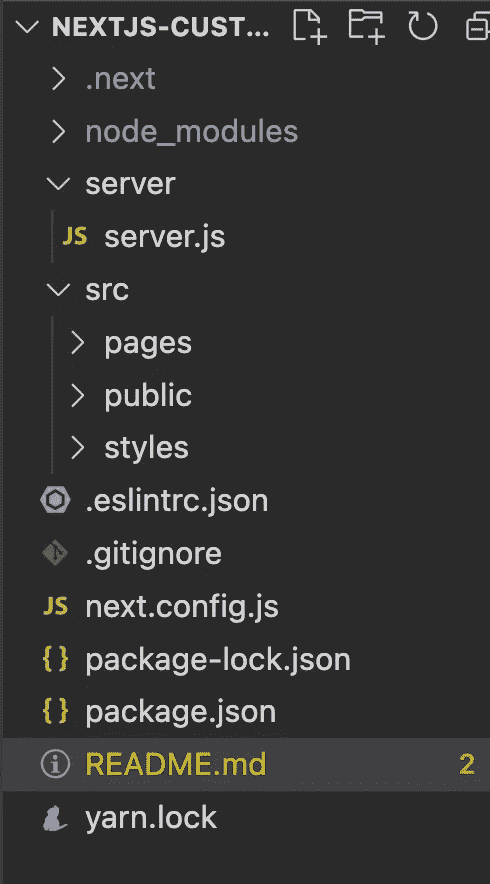 NEXTJS-CUST...
.next
node_modules
server
JS server.js
src
pages
public
styles
.eslintrc.json
.gitignore
JS next.config.js
{} package-lock.json
{} package.json
README.md 2
yarn.lock